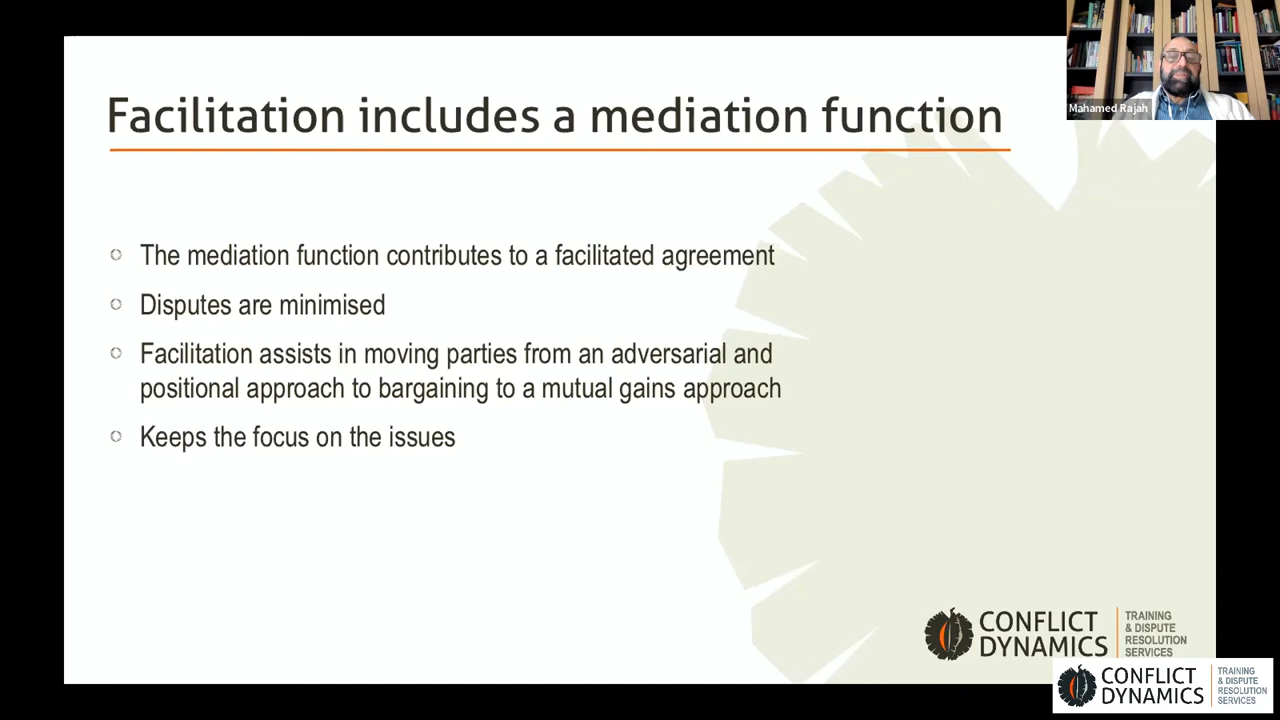 Facilitation includes a mediation function
Mahamed Rajah
The mediation function contributes to a facilitated agreement
Disputes are minimised
Facilitation assists in moving parties from an adversarial and
positional approach to bargaining to a mutual gains approach
Keeps the focus on the issues
CONFLICT
DYNAMICS
TRAINING
& DISPUTE
RESOLUTION
SERVICES
CONFLICT
DYNAMICS
TRAINING
& DISPUTE
RESOLUTION
SERVICES